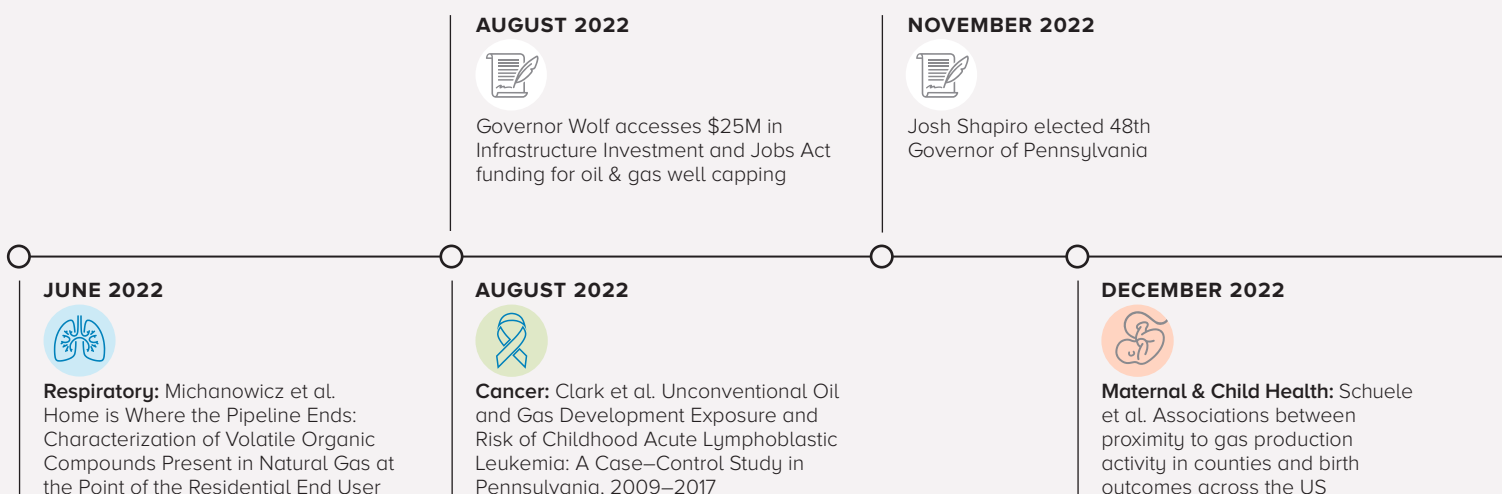 AUGUST 2022
Governor Wolf accesses $25M in
Infrastructure Investment and Jobs Act
funding for oil & gas well capping
NOVEMBER 2022
Josh Shapiro elected 48th
Governor of Pennsylvania
JUNE 2022
Respiratory: Michanowicz et al.
Home is Where the Pipeline Ends:
Characterization of Volatile Organic
Compounds Present in Natural Gas at
the Point of the Residential End User
AUGUST 2022
Cancer: Clark et al. Unconventional Oil
and Gas Development Exposure and
Risk of Childhood Acute Lymphoblastic
Leukemia: A Case–Control Study in
Pennsylvania, 2009–2017
DECEMBER 2022
Maternal & Child Health: Schuele
et al. Associations between
proximity to gas production
activity in counties and birth
outcomes across the US